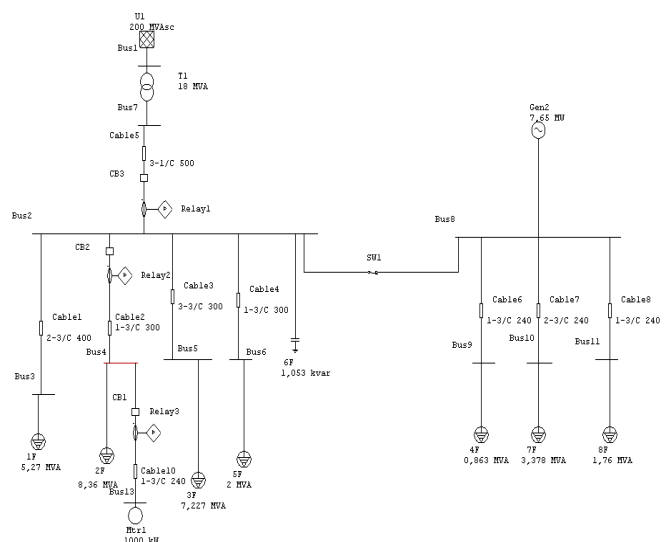 U1
200 MVAsc
Bus1
T1
18 MVA
Bus7
Gen2
7,65 MW
Cable5
3-1/C 500
CB3
Relay1
Bus2
Bus8
CB2
SW1
Relay2
Cable3
3-3/C 300
Cable4
1-3/C 300
Cable1
2-3/C 400
Cable2
1-3/C 300
Cable6
1-3/C 240
Cable7
2-3/C 240
Cable8
1-3/C 240
Bus4
Bus5
Bus6
6F
1,053 kvar
Bus9
Bus10
Bus11
Bus3
CB1
Relay3
1F
5,27 MVA
2F
8,36 MVA
Cable10
1-3/C 240
3F
7,227 MVA
5F
2 MVA
4F
0,863 MVA
7F
3,378 MVA
8F
1,76 MVA
Bus13
Mtr1
1000 kW